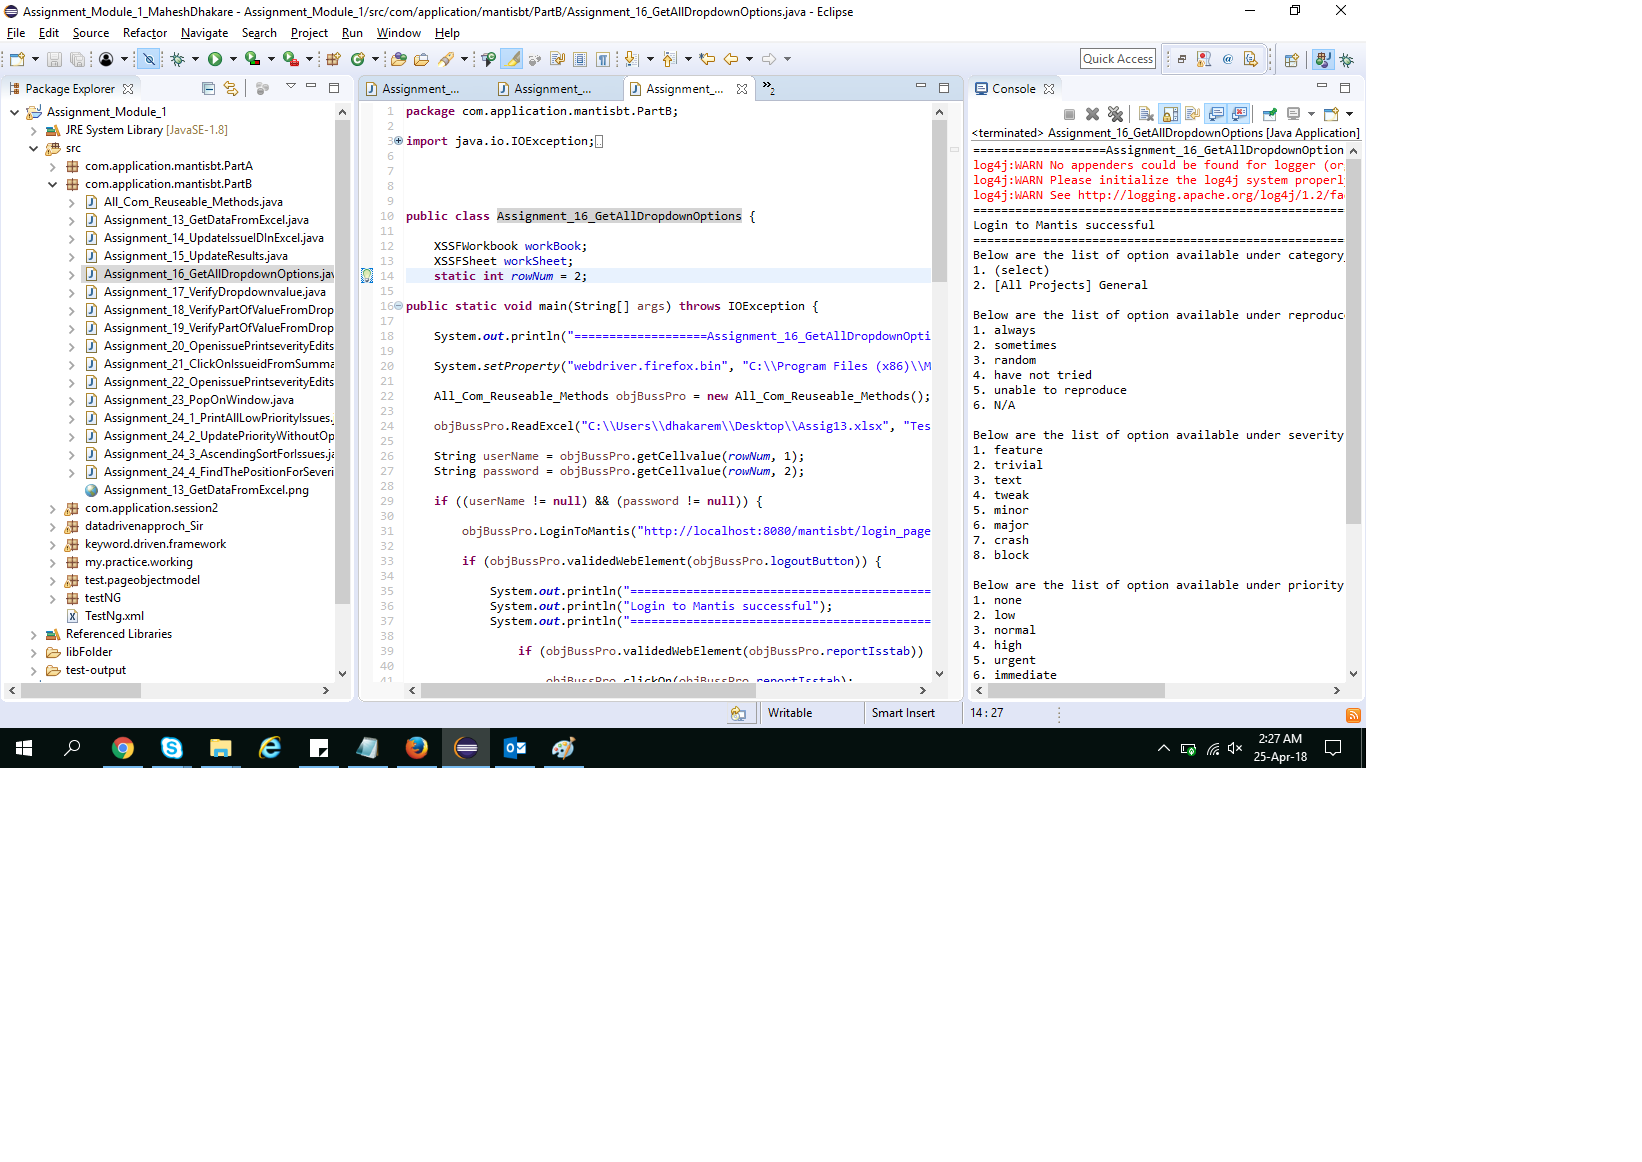 Assignment_Module_1_MaheshDhakare - Assignment_Module_1/src/com/application/mantisbt/PartB/Assignment_16_GetAllDropdownOptions.java - Eclipse
File Edit Source Refactor Navigate Search Project Run Window Help
Quick Access
Package Explorer
Assignment_Module_1
JRE System Library [JavaSE-1.8]
src
com.application.mantisbt.PartA
com.application.mantisbt.PartB
All_Com_Reuseable_Methods.java
Assignment_13_GetDataFromExcel.java
Assignment_14_UpdateIssueIDInExcel.java
Assignment_15_UpdateResults.java
Assignment_16_GetAllDropdownOptions.jav
Assignment_17_VerifyDropdownvalue.java
Assignment_18_VerifyPartOfValueFromDrop
Assignment_19_VerifyPartOfValueFromDrop
Assignment_20_OpenissuePrintseverityEdits
Assignment_21_ClickOnIssueidFromSumma
Assignment_22_OpenissuePrintseverityEdits
Assignment_23_PopOnWindow.java
Assignment_24_1_PrintAllLowPriorityIssues.
Assignment_24_2_UpdatePriorityWithoutOp
Assignment_24_3_AscendingSortForIssues.ja
Assignment_24_4_FindThePositionForSeveri
Assignment_13_GetDataFromExcel.png
com.application.session2
datadrivenapproch_Sir
keyword.driven.framework
my.practice.working
test.pageobjectmodel
testNG
TestNg.xml
Referenced Libraries
libFolder
test-output
Assignment_... Assignment_... Assignment_... »2
1 package com.application.mantisbt.PartB;
2
3 import java.io.IOException;
6
7
8
9
10 public class Assignment_16_GetAllDropdownOptions {
11
12 XSSFWorkbook workBook;
13 XSSFSheet workSheet;
14 static int rowNum = 2;
15
16 public static void main(String[] args) throws IOException {
17
18 System.out.println("===================Assignment_16_GetAllDropdownOpti
19
20 System.setProperty("webdriver.firefox.bin", "C:\\Program Files (x86)\\M
21
22 All_Com_Reuseable_Methods objBussPro = new All_Com_Reuseable_Methods();
23
24 objBussPro.ReadExcel("C:\\Users\\dhakarem\\Desktop\\Assig13.xlsx", "Tes
25
26 String userName = objBussPro.getCellvalue(rowNum, 1);
27 String password = objBussPro.getCellvalue(rowNum, 2);
28
29 if ((userName != null) && (password != null)) {
30
31 objBussPro.LoginToMantis("http://localhost:8080/mantisbt/login_page
32
33 if (objBussPro.validedWebElement(objBussPro.logoutButton)) {
34
35 System.out.println("===========================================
36 System.out.println("Login to Mantis successful");
37 System.out.println("===========================================
38
39 if (objBussPro.validedWebElement(objBussPro.reportIsstab))
40
41 objBussPro.clickOn(objBussPro.reportIsstab);
Console
<terminated> Assignment_16_GetAllDropdownOptions [Java Application]
===================Assignment_16_GetAllDropdownOption
log4j:WARN No appenders could be found for logger (or
log4j:WARN Please initialize the log4j system properl
log4j:WARN See http://logging.apache.org/log4j/1.2/fa
=====================================================
Login to Mantis successful
=====================================================
Below are the list of option available under category
1. (select)
2. [All Projects] General
Below are the list of option available under reproduc
1. always
2. sometimes
3. random
4. have not tried
5. unable to reproduce
6. N/A
Below are the list of option available under severity
1. feature
2. trivial
3. text
4. tweak
5. minor
6. major
7. crash
8. block
Below are the list of option available under priority
1. none
2. low
3. normal
4. high
5. urgent
6. immediate
Writable Smart Insert 14 : 27
2:27 AM
25-Apr-18